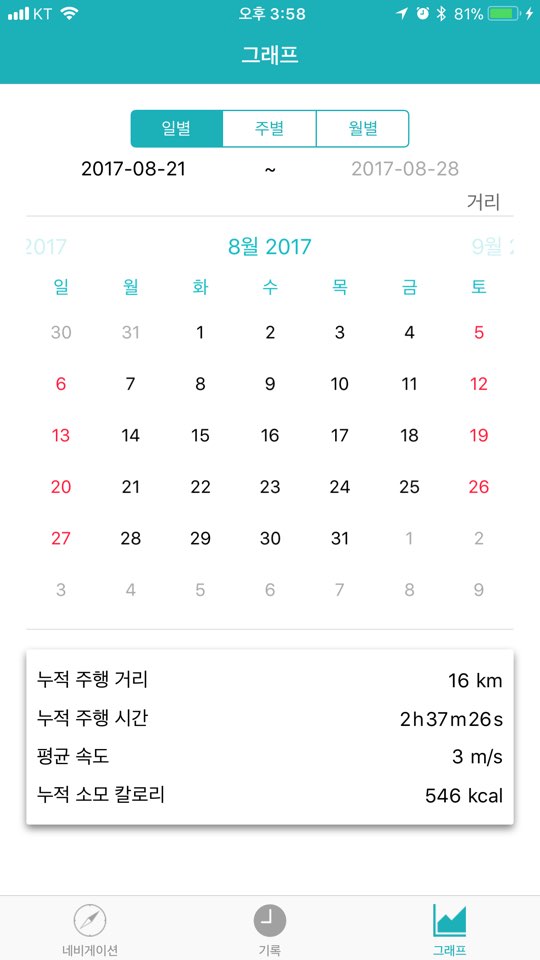 KT 오후 3:58 81%
그래프
일별 주별 월별
2017-08-21 ~ 2017-08-28
거리
2017 8월 2017 9월 2
일 월 화 수 목 금 토
30 31 1 2 3 4 5
6 7 8 9 10 11 12
13 14 15 16 17 18 19
20 21 22 23 24 25 26
27 28 29 30 31 1 2
3 4 5 6 7 8 9
누적 주행 거리 16 km
누적 주행 시간 2h37m26s
평균 속도 3 m/s
누적 소모 칼로리 546 kcal
네비게이션 기록 그래프